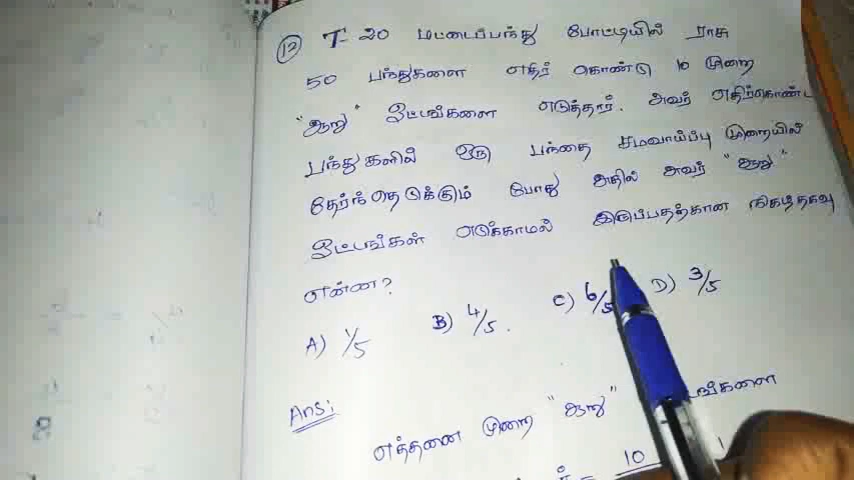 12) T-20 மட்டைப்பந்து போட்டியில் ராசு
50 பந்துகளை எதிர் கொண்டு 10 முறை
"ஆறு" ஓட்டங்களை எடுத்தார். அவர் எதிர்கொண்ட
பந்துகளில் ஒரு பந்தை சமவாய்ப்பு முறையில்
தேர்ந்தெடுக்கும் போது அதில் அவர் "ஆறு"
ஓட்டங்கள் எடுக்காமல் இருப்பதற்கான நிகழ்தகவு
என்ன?
A) 1/5 B) 4/5. C) 6/5 D) 3/5
Ans:
எத்தனை முறை "ஆறு"
= 10